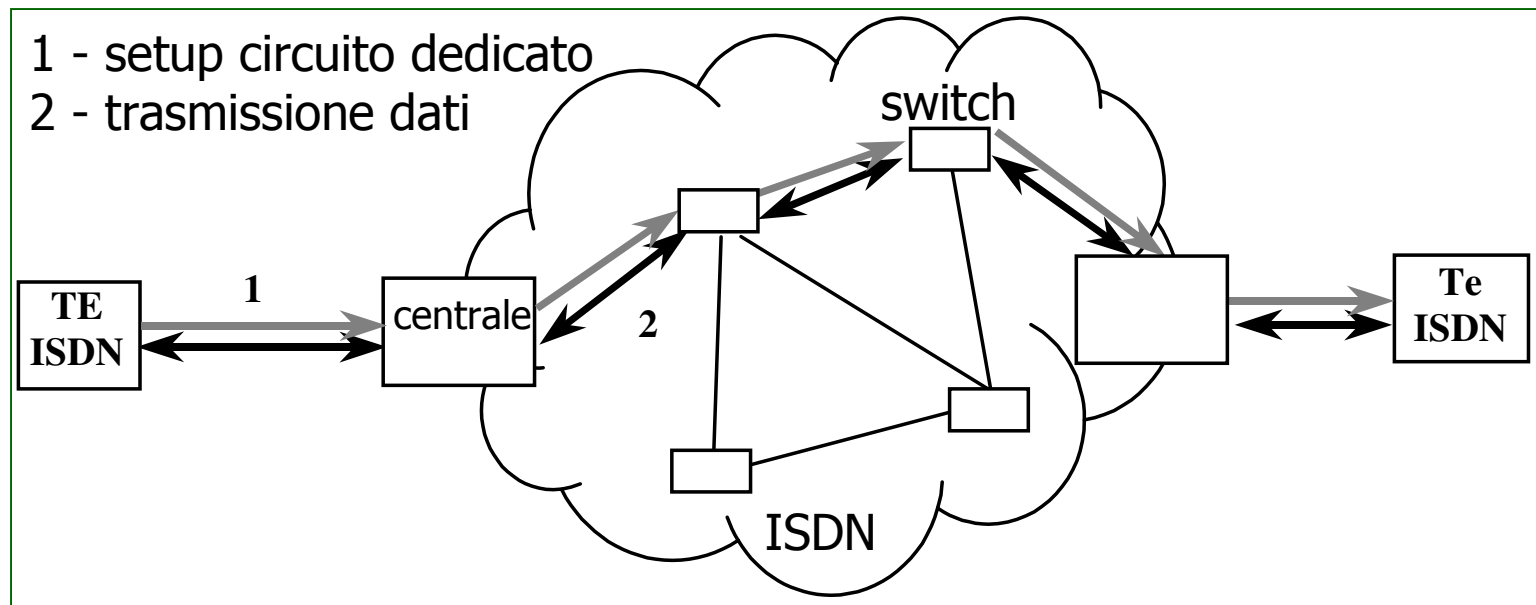 1 - setup circuito dedicato
2 - trasmissione dati
switch
TE
ISDN
1
centrale
2
Te
ISDN
ISDN